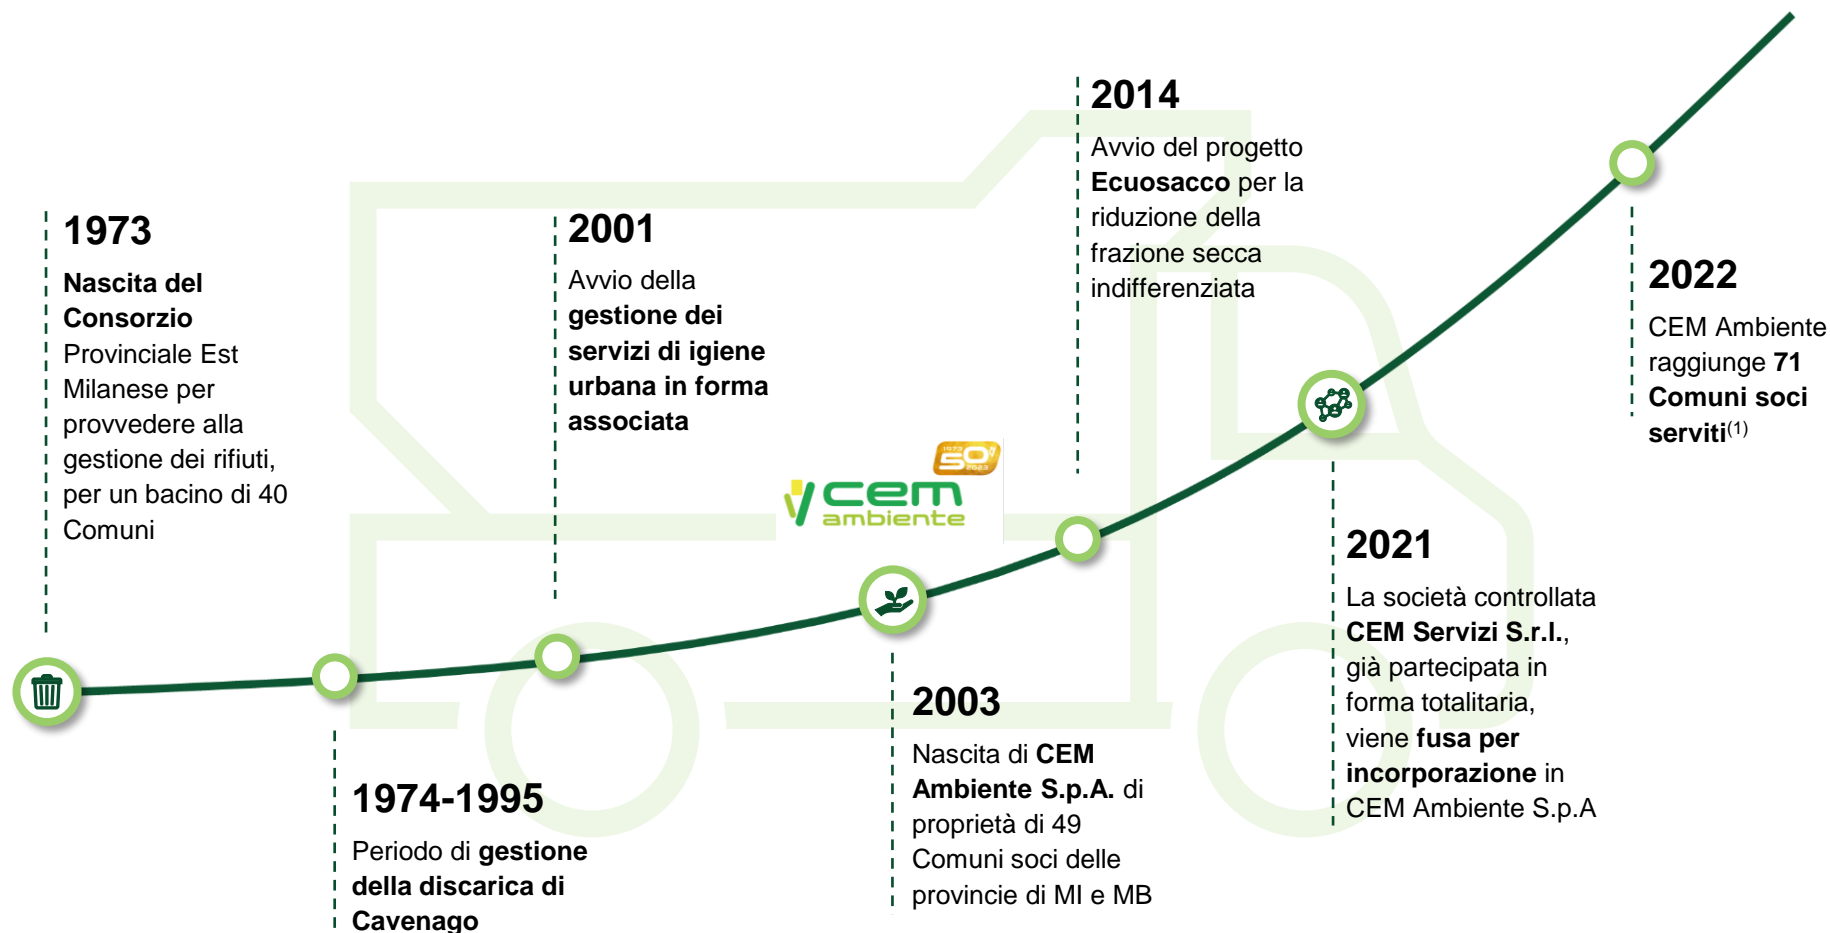 1973
Nascita del
Consorzio
Provinciale Est
Milanese per
provvedere alla
gestione dei rifiuti,
per un bacino di 40
Comuni
1974-1995
Periodo di gestione
della discarica di
Cavenago
2001
Avvio della
gestione dei
servizi di igiene
urbana in forma
associata
1973
50
2023
cem
ambiente
2003
Nascita di CEM
Ambiente S.p.A. di
proprietà di 49
Comuni soci delle
provincie di MI e MB
2014
Avvio del progetto
Ecuosacco per la
riduzione della
frazione secca
indifferenziata
2021
La società controllata
CEM Servizi S.r.l.,
già partecipata in
forma totalitaria,
viene fusa per
incorporazione in
CEM Ambiente S.p.A
2022
CEM Ambiente
raggiunge 71
Comuni soci
serviti(1)